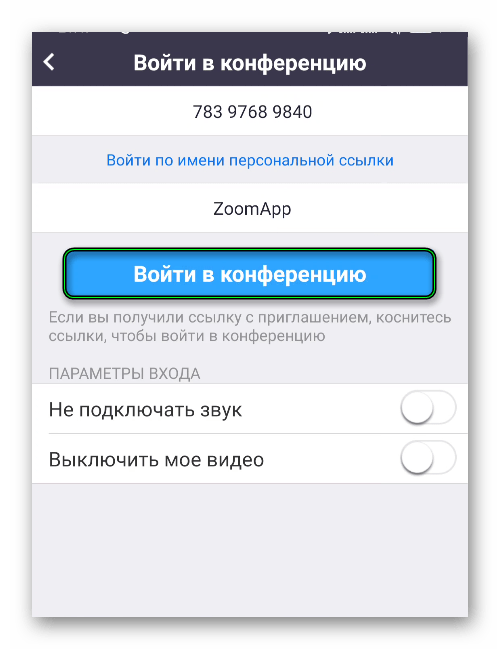 Войти в конференцию
783 9768 9840
Войти по имени персональной ссылки
ZoomApp
Войти в конференцию
Если вы получили ссылку с приглашением, коснитесь
ссылки, чтобы войти в конференцию
ПАРАМЕТРЫ ВХОДА
Не подключать звук
Выключить мое видео